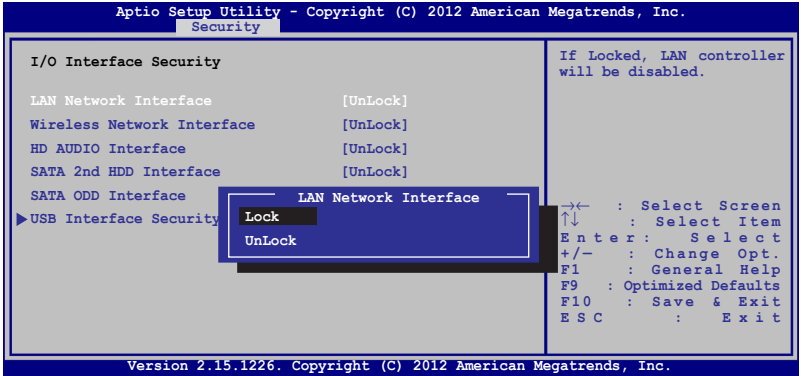 Aptio Setup Utility - Copyright (C) 2012 American Megatrends, Inc.
Security
I/O Interface Security
LAN Network Interface [UnLock]
Wireless Network Interface [UnLock]
HD AUDIO Interface [UnLock]
SATA 2nd HDD Interface [UnLock]
SATA ODD Interface
USB Interface Security
LAN Network Interface
Lock
UnLock
If Locked, LAN controller
will be disabled.
→← : Select Screen
↑↓ : Select Item
Enter: Select
+/— : Change Opt.
F1 : General Help
F9 : Optimized Defaults
F10 : Save & Exit
ESC : Exit
Version 2.15.1226. Copyright (C) 2012 American Megatrends, Inc.